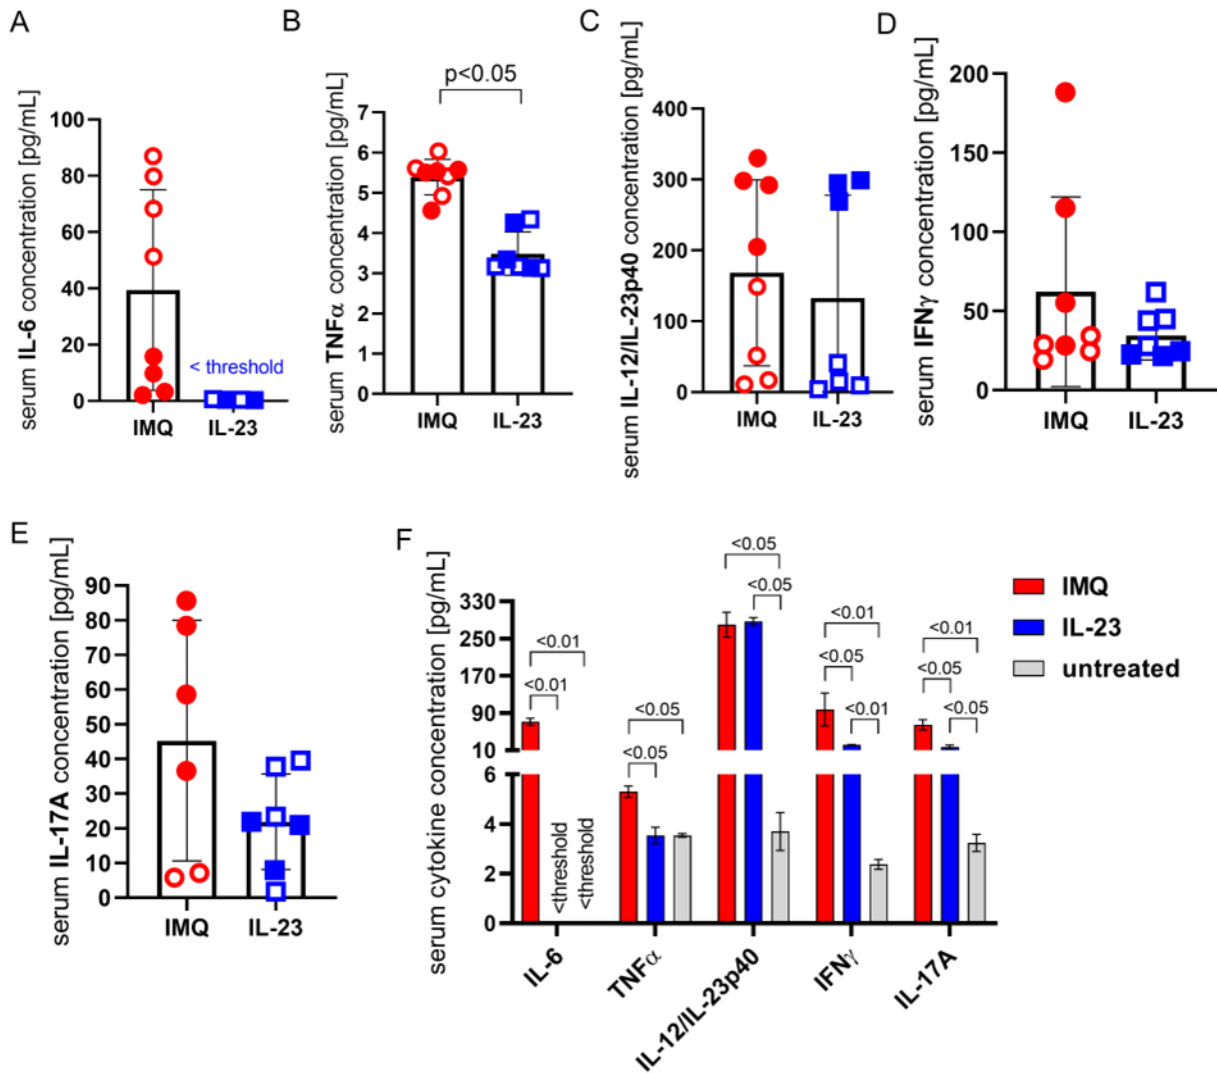 A
serum IL-6 concentration [pg/mL]
100
80
60
40
20
0
< threshold
IMQ
IL-23
B
serum TNFα concentration [pg/mL]
p<0.05
7
6
5
4
3
2
1
0
IMQ
IL-23
C
serum IL-12/IL-23p40 concentration [pg/mL]
400
300
200
100
0
IMQ
IL-23
D
serum IFNγ concentration [pg/mL]
200
150
100
50
0
IMQ
IL-23
E
serum IL-17A concentration [pg/mL]
90
80
70
60
50
40
30
20
10
0
IMQ
IL-23
F
serum cytokine concentration [pg/mL]
330
250
170
90
10
6
4
2
0
<0.01
<0.01
<threshold
<threshold
<0.05
<0.05
<0.05
<0.05
<0.01
<0.05
<0.01
<0.01
<0.05
<0.05
IL-6
TNFα
IL-12/IL-23p40
IFNγ
IL-17A
IMQ
IL-23
untreated